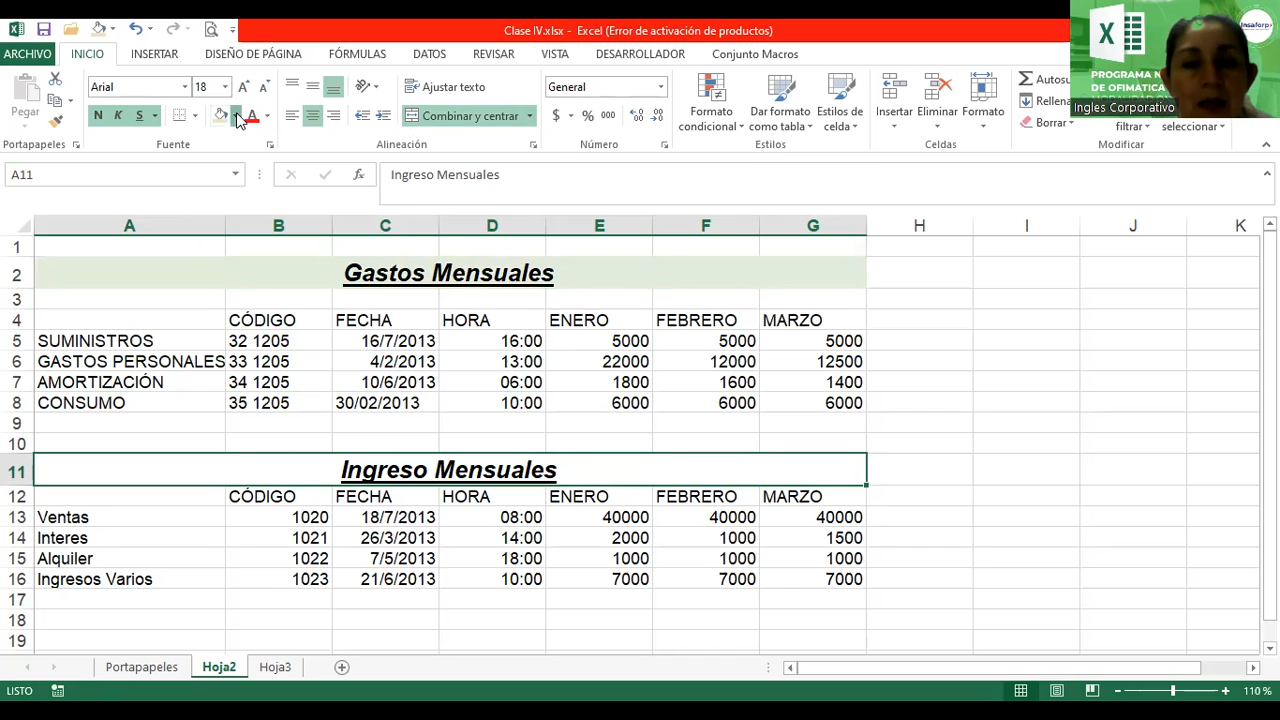 Clase IV.xlsx - Excel (Error de activación de productos)
ARCHIVO INICIO INSERTAR DISEÑO DE PÁGINA FÓRMULAS DATOS REVISAR VISTA DESARROLLADOR Conjunto Macros
Insaforp
PROGRAMA N
DE OFIMÁTICA
Ingles Corporativo
Pegar
Arial 18
N K S
Ajustar texto
Combinar y centrar
General
$ % 000
Formato condicional
Dar formato como tabla
Estilos de celda
Insertar Eliminar Formato
Autosu
Rellena
Borrar
filtrar seleccionar
Portapapeles Fuente Alineación Número Estilos Celdas Modificar
A11 fx Ingreso Mensuales
A B C D E F G H I J K
1
2 Gastos Mensuales
3
4 CÓDIGO FECHA HORA ENERO FEBRERO MARZO
5 SUMINISTROS 32 1205 16/7/2013 16:00 5000 5000 5000
6 GASTOS PERSONALES 33 1205 4/2/2013 13:00 22000 12000 12500
7 AMORTIZACIÓN 34 1205 10/6/2013 06:00 1800 1600 1400
8 CONSUMO 35 1205 30/02/2013 10:00 6000 6000 6000
9
10
11 Ingreso Mensuales
12 CÓDIGO FECHA HORA ENERO FEBRERO MARZO
13 Ventas 1020 18/7/2013 08:00 40000 40000 40000
14 Interes 1021 26/3/2013 14:00 2000 1000 1500
15 Alquiler 1022 7/5/2013 18:00 1000 1000 1000
16 Ingresos Varios 1023 21/6/2013 10:00 7000 7000 7000
17
18
19
Portapapeles Hoja2 Hoja3
LISTO 110 %